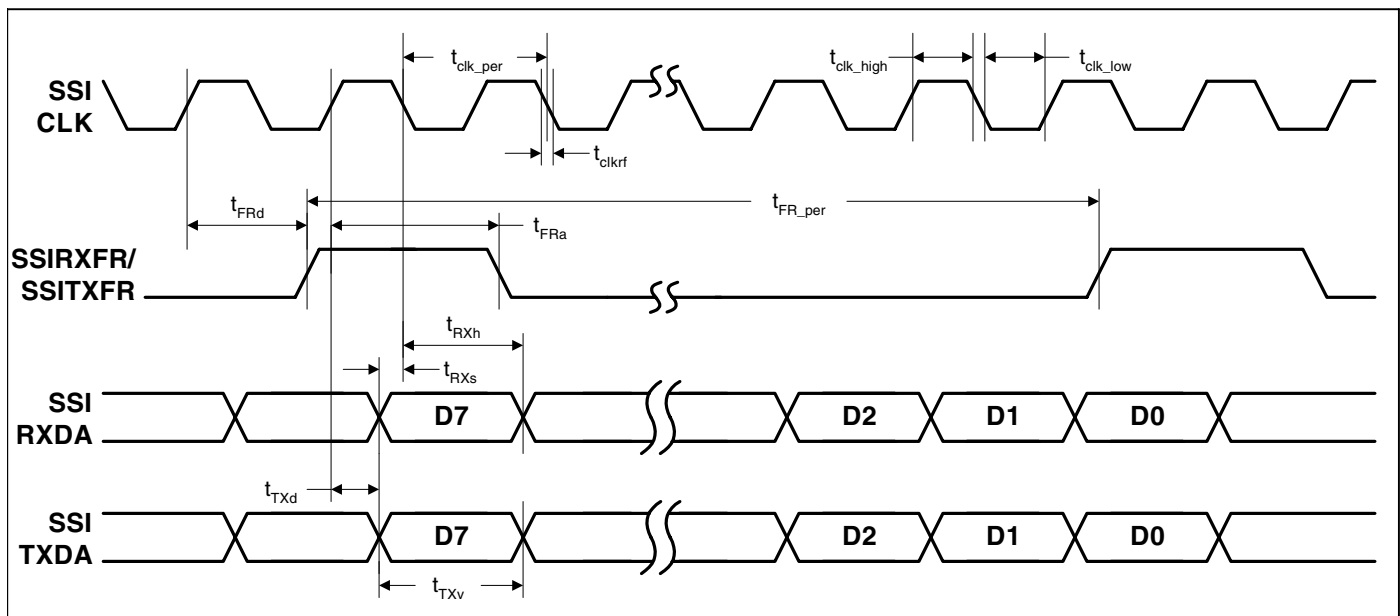 t_clk_per
t_clk_high
t_clk_low
SSI
CLK
t_clkrf
t_FRd
t_FR_per
t_FRa
SSIRXFR/
SSITXFR
t_RXh
t_RXs
SSI
RXDA
D7 D2 D1 D0
t_TXd
SSI
TXDA
D7 D2 D1 D0
t_TXv